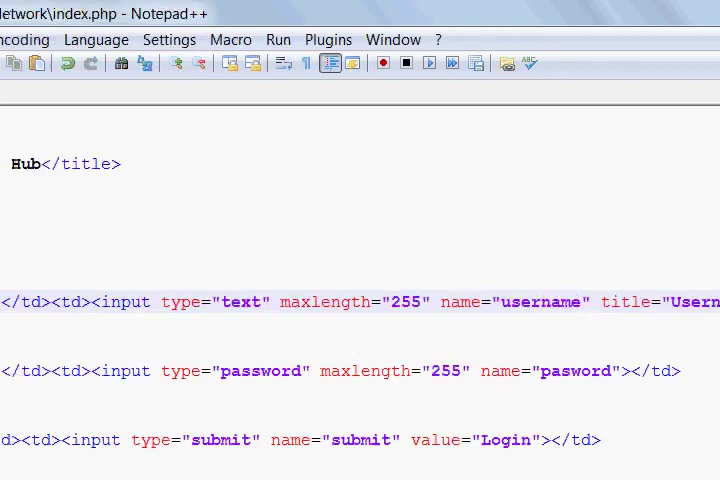 letwork\index.php - Notepad++
ncoding Language Settings Macro Run Plugins Window ?
ABC
Hub</title>
</td><td><input type="text" maxlength="255" name="username" title="Usern
</td><td><input type="password" maxlength="255" name="pasword"></td>
d><td><input type="submit" name="submit" value="Login"></td>